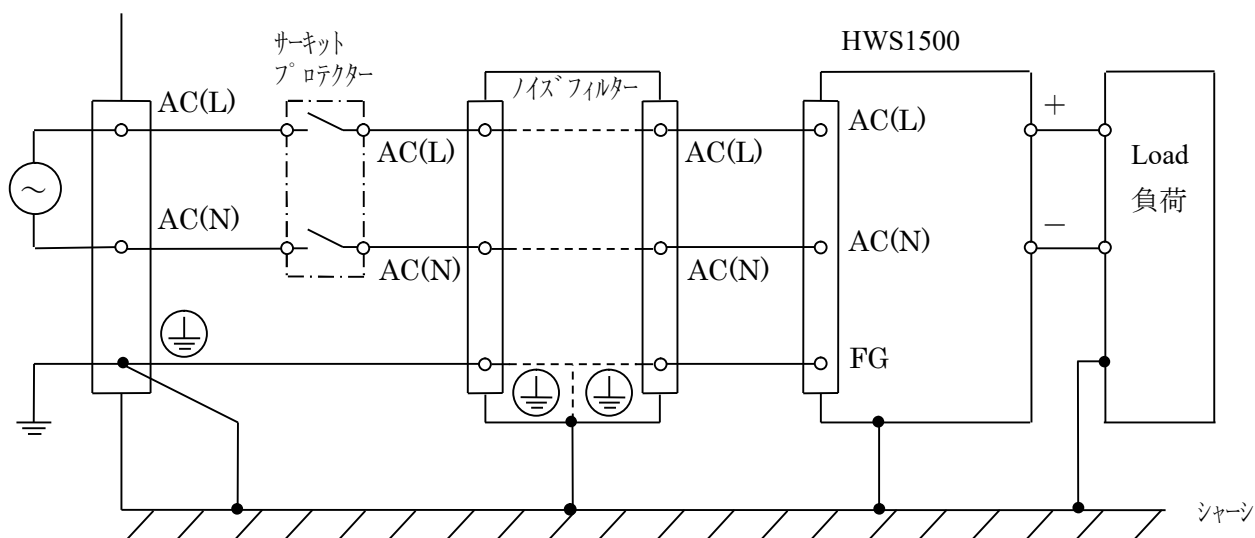 サーキット
プロテクター
HWS1500
ノイズフィルター
AC(L)
AC(L)
AC(L)
AC(L)
+
Load
負荷
AC(N)
AC(N)
AC(N)
AC(N)
−
FG
シャーシ